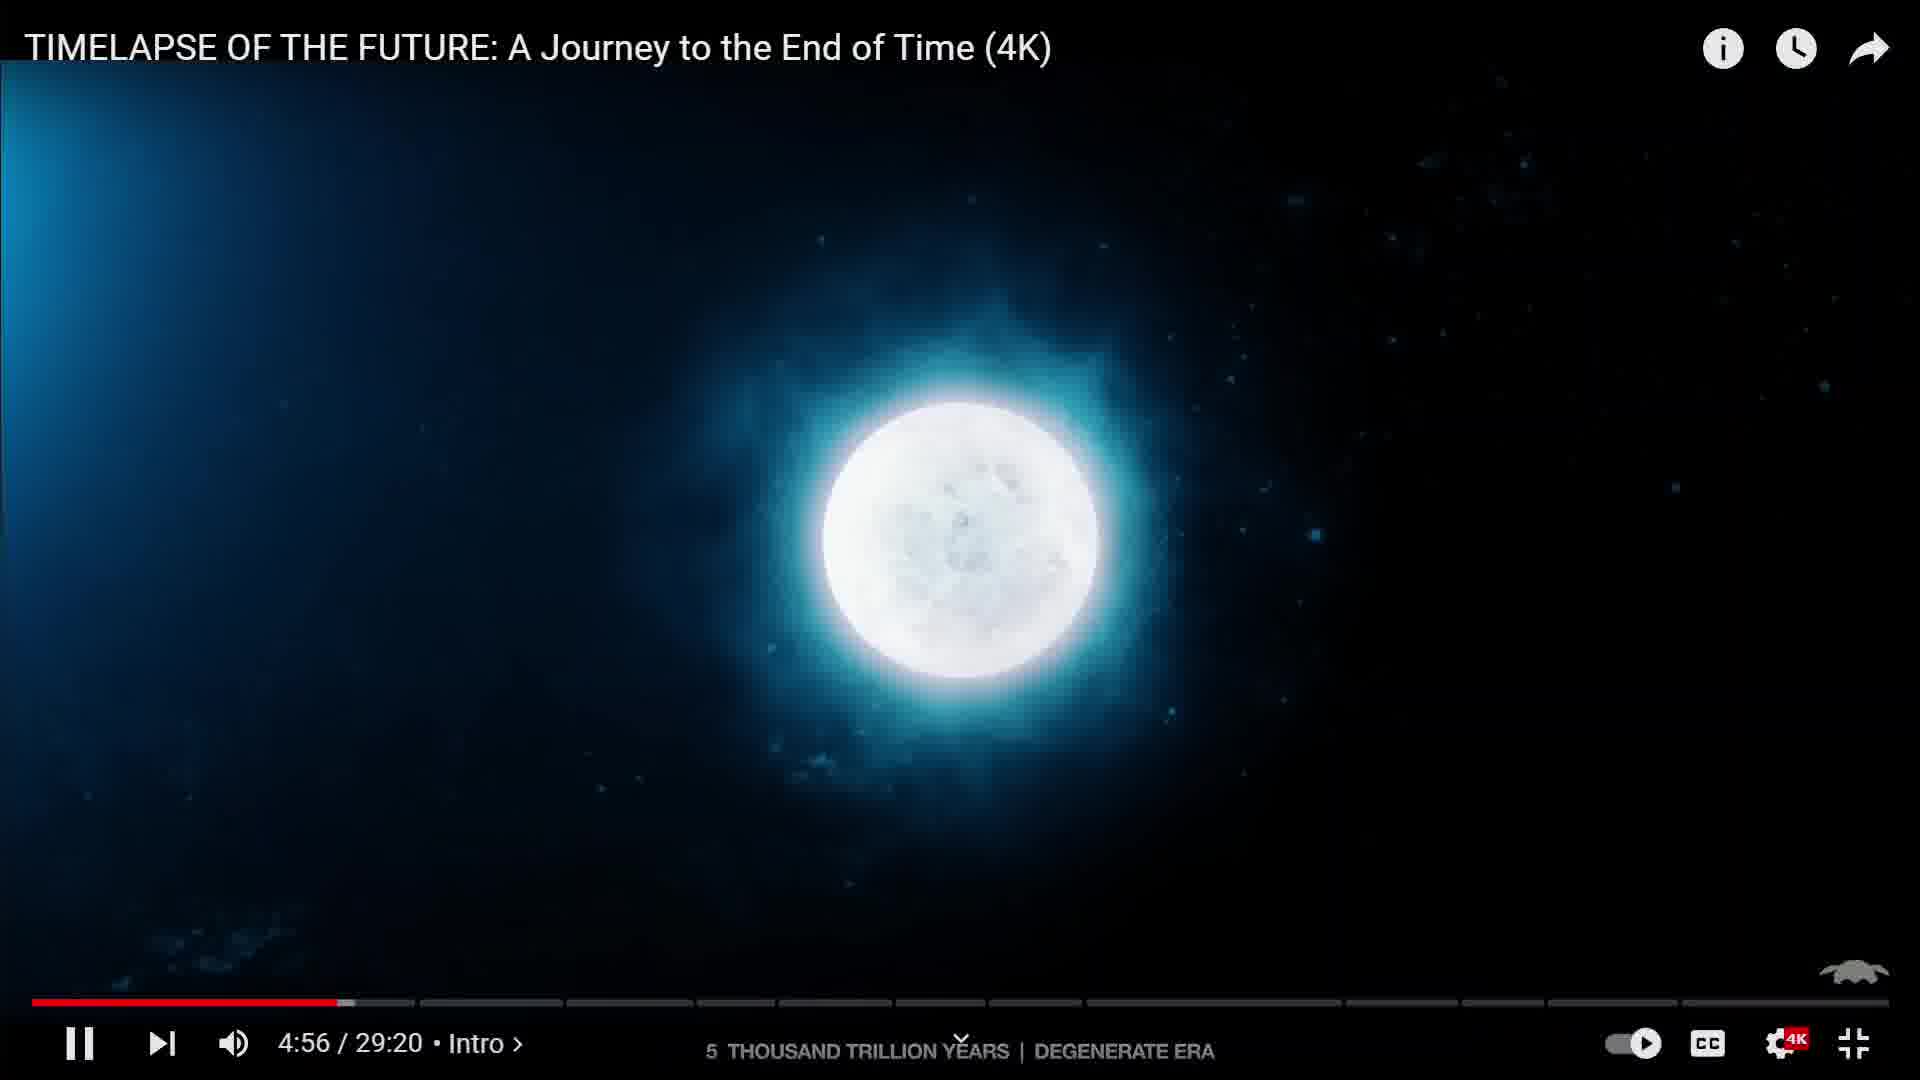 TIMELAPSE OF THE FUTURE: A Journey to the End of Time (4K)
4:56 / 29:20 • Intro
5 THOUSAND TRILLION YEARS | DEGENERATE ERA
CC
4K